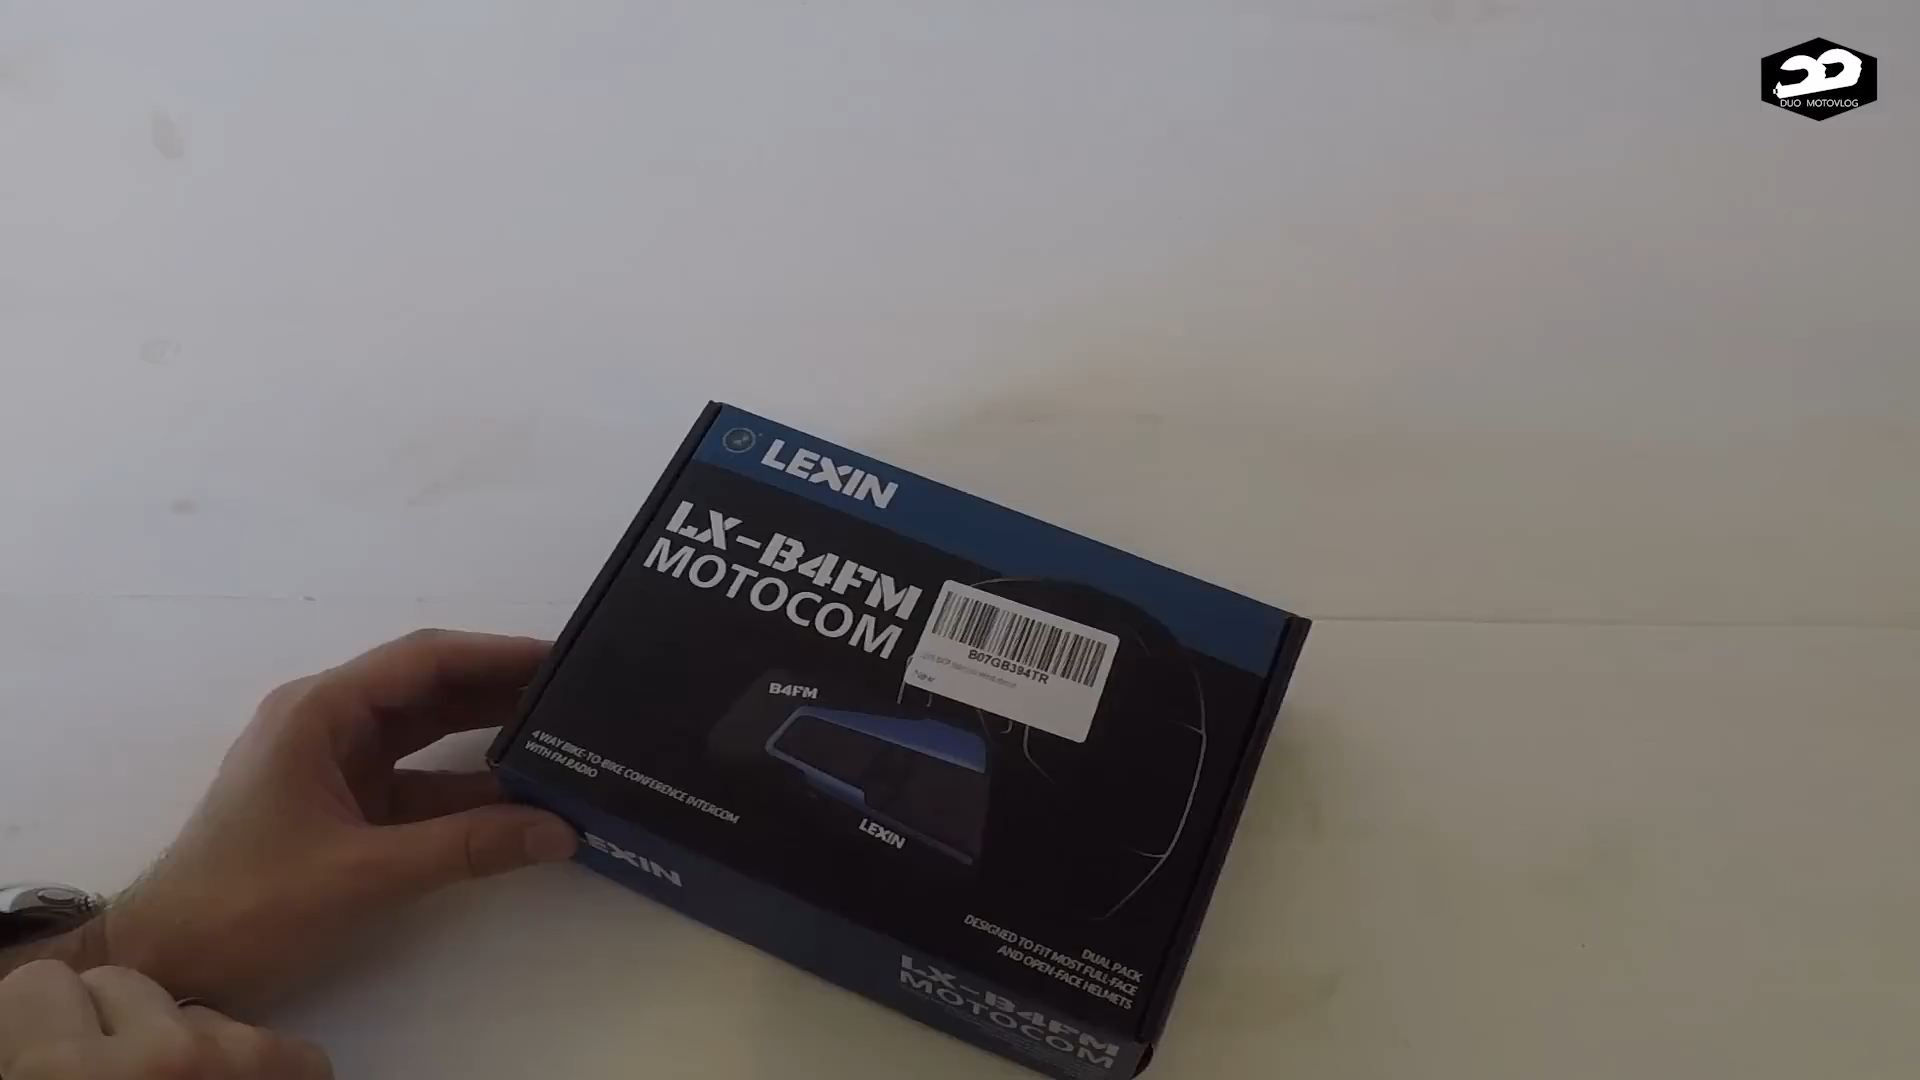 DUO MOTOVLOG
LEXIN
LX-B4FM
MOTOCOM
B07GB394TR
New
B4FM
LEXIN
4 WAY BIKE-TO-BIKE CONFERENCE INTERCOM
WITH FM RADIO
DUAL PACK
DESIGNED TO FIT MOST FULL-FACE
AND OPEN-FACE HELMETS
LEXIN
LX-B4FM
MOTOCOM